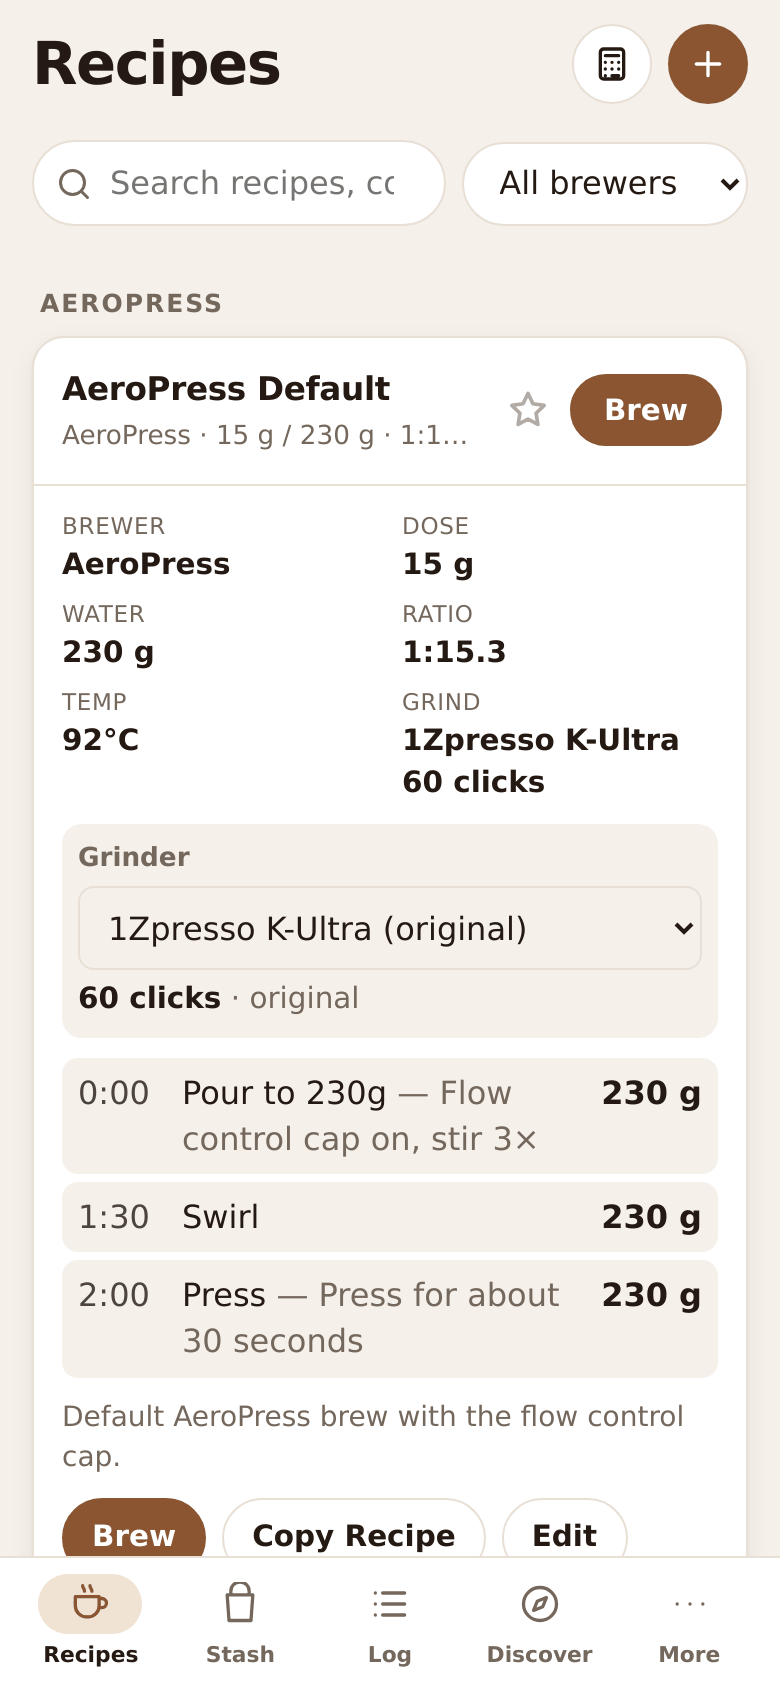 Recipes
Search recipes, cc
All brewers
AEROPRESS
AeroPress Default
AeroPress · 15 g / 230 g · 1:1...
Brew
BREWER
AeroPress
DOSE
15 g
WATER
230 g
RATIO
1:15.3
TEMP
92°C
GRIND
1Zpresso K-Ultra
60 clicks
Grinder
1Zpresso K-Ultra (original)
60 clicks · original
0:00 Pour to 230g — Flow 230 g
control cap on, stir 3×
1:30 Swirl 230 g
2:00 Press — Press for about 230 g
30 seconds
Default AeroPress brew with the flow control
cap.
Brew
Copy Recipe
Edit
Recipes
Stash
Log
Discover
More